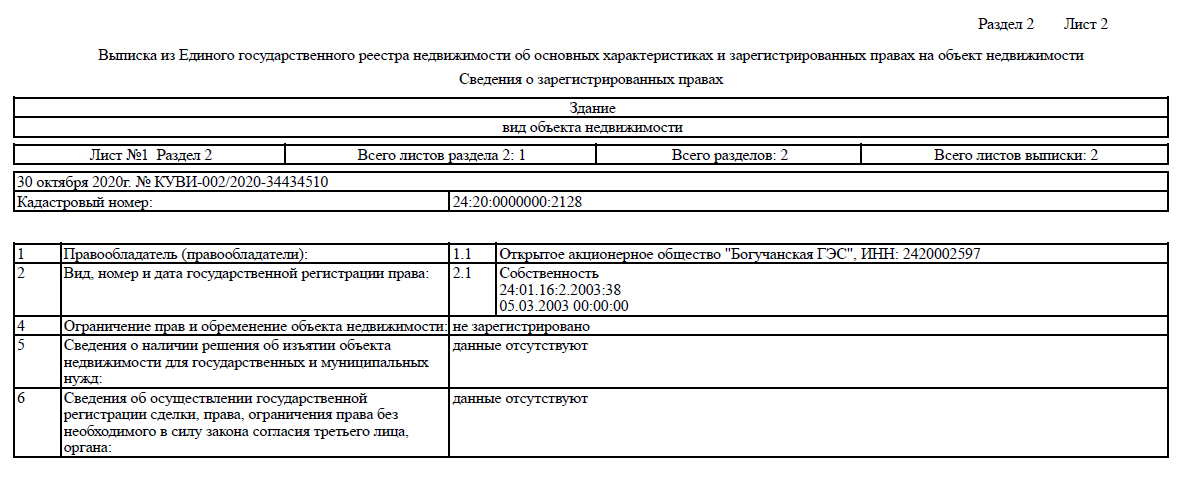 Раздел 2 Лист 2
Выписка из Единого государственного реестра недвижимости об основных характеристиках и зарегистрированных правах на объект недвижимости
Сведения о зарегистрированных правах
Здание
вид объекта недвижимости
Лист №1 Раздел 2 Всего листов раздела 2: 1 Всего разделов: 2 Всего листов выписки: 2
30 октября 2020г. № КУВИ-002/2020-34434510
Кадастровый номер: 24:20:0000000:2128
1 Правообладатель (правообладатели): 1.1 Открытое акционерное общество "Богучанская ГЭС", ИНН: 2420002597
2 Вид, номер и дата государственной регистрации права: 2.1 Собственность
24:01.16:2.2003:38
05.03.2003 00:00:00
4 Ограничение прав и обременение объекта недвижимости: не зарегистрировано
5 Сведения о наличии решения об изъятии объекта данные отсутствуют
недвижимости для государственных и муниципальных
нужд:
6 Сведения об осуществлении государственной данные отсутствуют
регистрации сделки, права, ограничения права без
необходимого в силу закона согласия третьего лица,
органа: